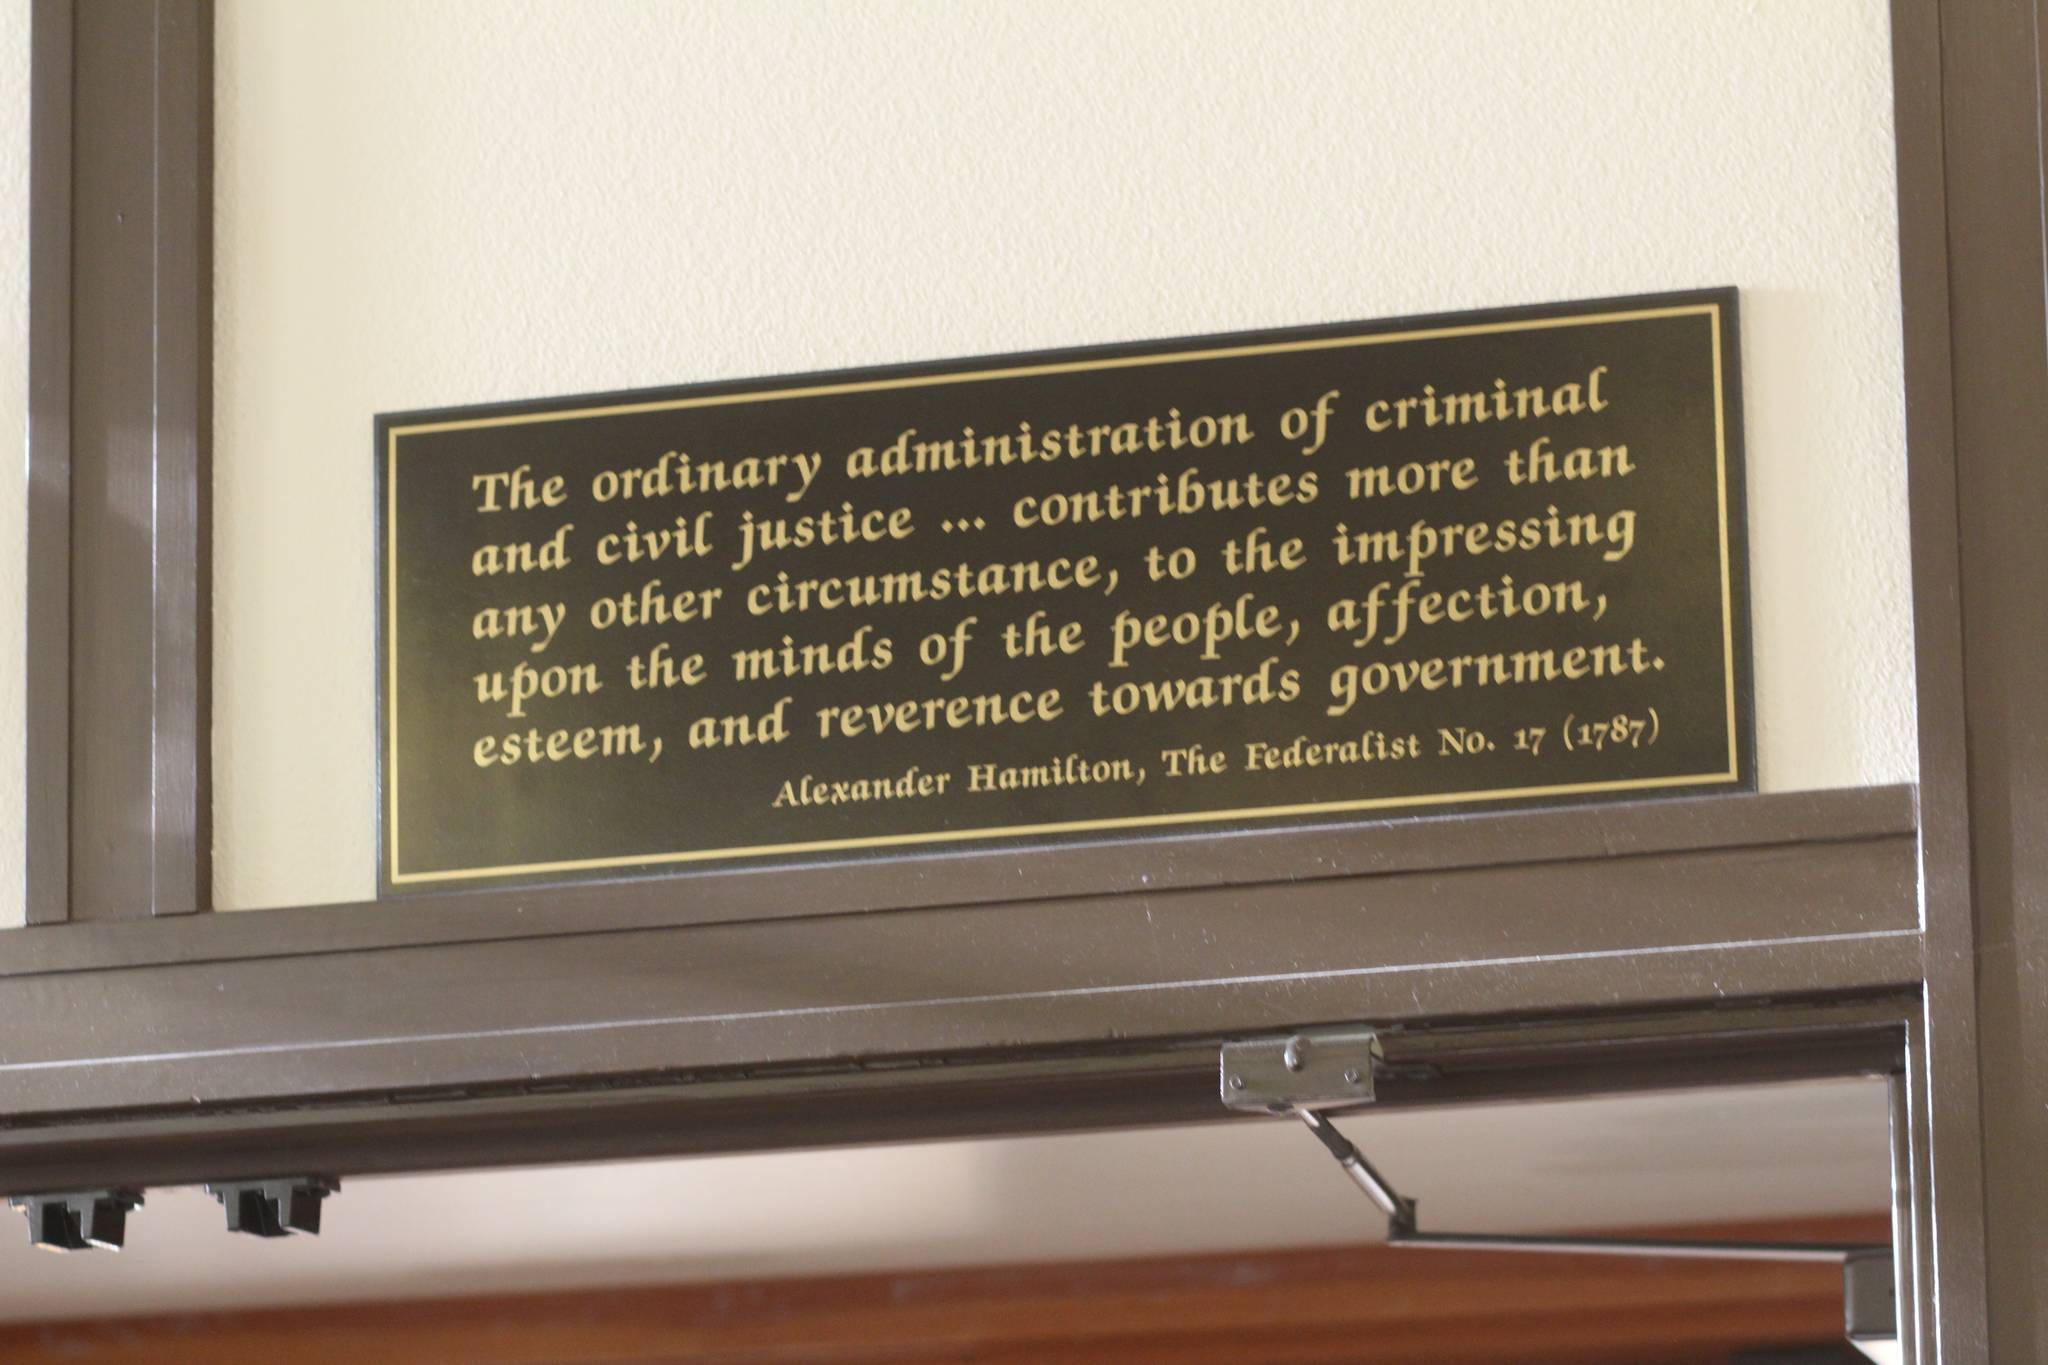 The ordinary administration of criminal
and civil justice ... contributes more than
any other circumstance, to the impressing
upon the minds of the people, affection,
esteem, and reverence towards government.
Alexander Hamilton, The Federalist No. 17 (1787)